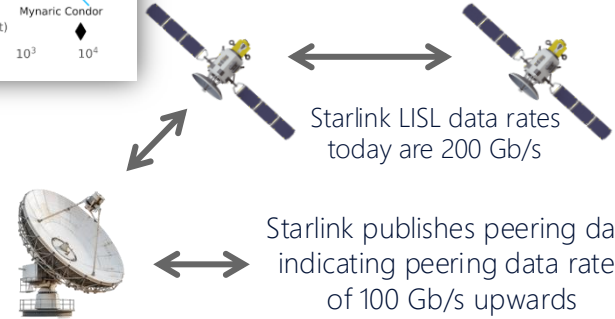 Mynaric Condor
10³ 10⁴
Starlink LISL data rates
today are 200 Gb/s
Starlink publishes peering
indicating peering data rate
of 100 Gb/s upwards